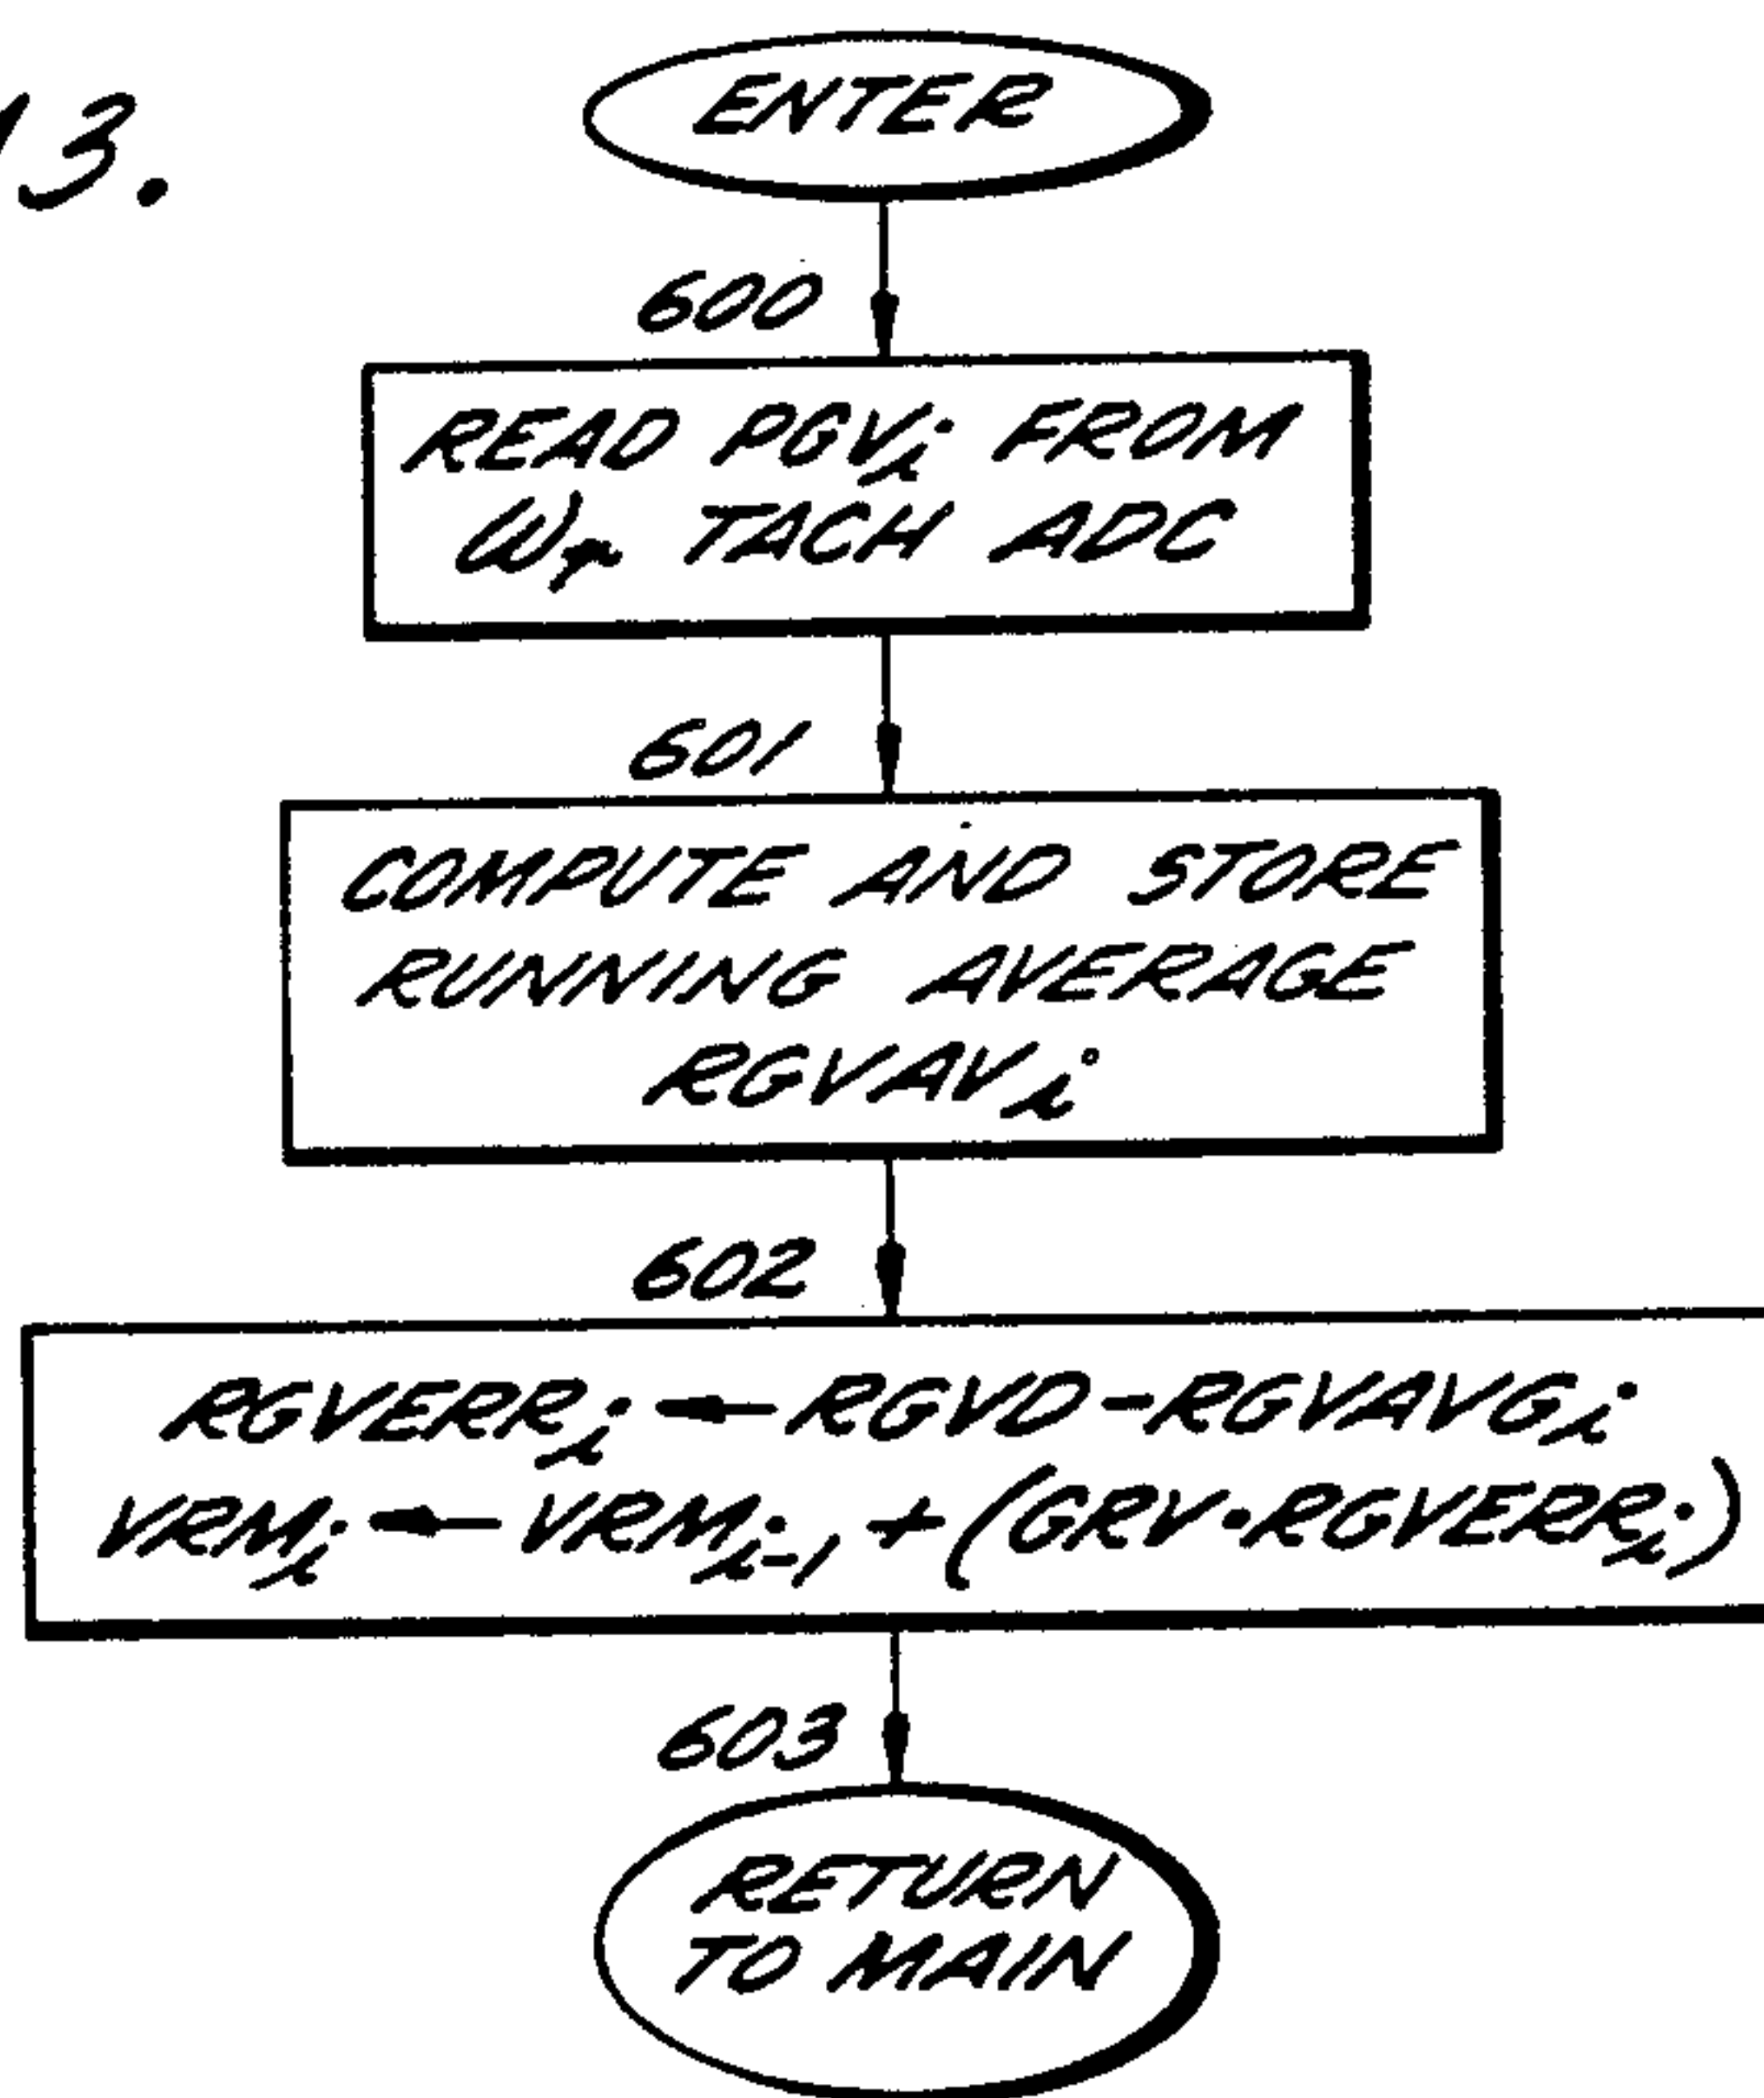 13.
ENTER
600
READ PGVᵢ FROM
Wr TACH ADC
601
COMPUTE AND STORE
RUNNING AVERAGE
RGVAVᵢ
602
RGVERRᵢ ← RGVD-RGVAVGᵢ
VRMᵢ ← VRMᵢ₋₁ + (GRV·RGVERRᵢ)
603
RETURN
TO MAIN